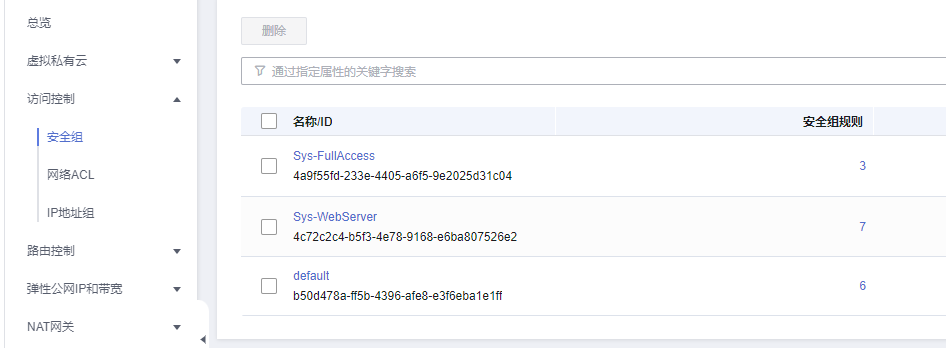 总览
虚拟私有云
访问控制
安全组
网络ACL
IP地址组
路由控制
弹性公网IP和带宽
NAT网关
删除
通过指定属性的关键字搜索
名称/ID 安全组规则
Sys-FullAccess 3
4a9f55fd-233e-4405-a6f5-9e2025d31c04
Sys-WebServer 7
4c72c2c4-b5f3-4e78-9168-e6ba807526e2
default 6
b50d478a-ff5b-4396-afe8-e3f6eba1e1ff